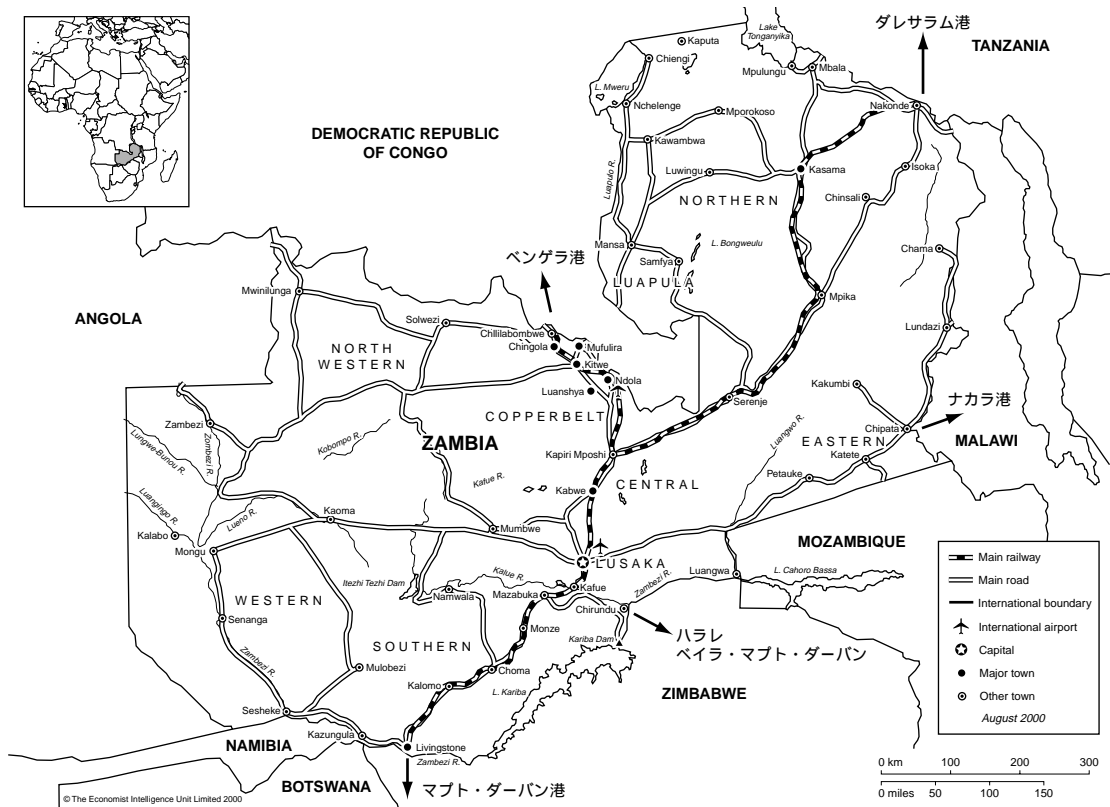 ダレサラム港
TANZANIA
Lake
Tonganyika
Kaputa
Chiengi
Mpulungu
Mbala
L. Mweru
Nchelenge
Mporokoso
Nakonde
DEMOCRATIC REPUBLIC
OF CONGO
Kawambwa
Luapulo R.
Luwingu
Kasama
Isoka
NORTHERN
Chinsali
Mansa
L. Bongweulu
Samfya
Chama
LUAPULA
ベンゲラ港
Mwinilunga
Mpika
ANGOLA
Solwezi
Chllilabombwe
Chingola
Mufulira
Lundazi
NORTH
WESTERN
Kitwe
Ndola
Luanshya
Kakumbi
ナカラ港
COPPERBELT
Serenje
Zambezi
ZAMBIA
Luangwo R.
Chipata
MALAWI
Lungwe-Bunou R.
Zambezi R.
Kobompo R.
EASTERN
Katete
Kapiri Mposhi
Kafue R.
Petauke
Kabwe
CENTRAL
Luangingo R.
Lueno R.
Kaoma
Mumbwe
Kalabo
Mongu
MOZAMBIQUE
LUSAKA
Luangwa
L. Cahoro Bassa
Itezhi Tezhi Dam
Kalue R.
Kafue
Zambezi R.
Namwala
Mazabuka
Chirundu
WESTERN
Senanga
Monze
ハラレ
ベイラ・マプト・ダーバン
SOUTHERN
Kariba Dam
Zambezi R.
Mulobezi
Choma
Kalomo
L. Kariba
ZIMBABWE
Sesheke
Kazungula
NAMIBIA
Livingstone
Zambezi R.
BOTSWANA
マプト・ダーバン港
Main railway
Main road
International boundary
International airport
Capital
Major town
Other town
August 2000
0 km 100 200 300
0 miles 50 100 150
© The Economist Intelligence Unit Limited 2000